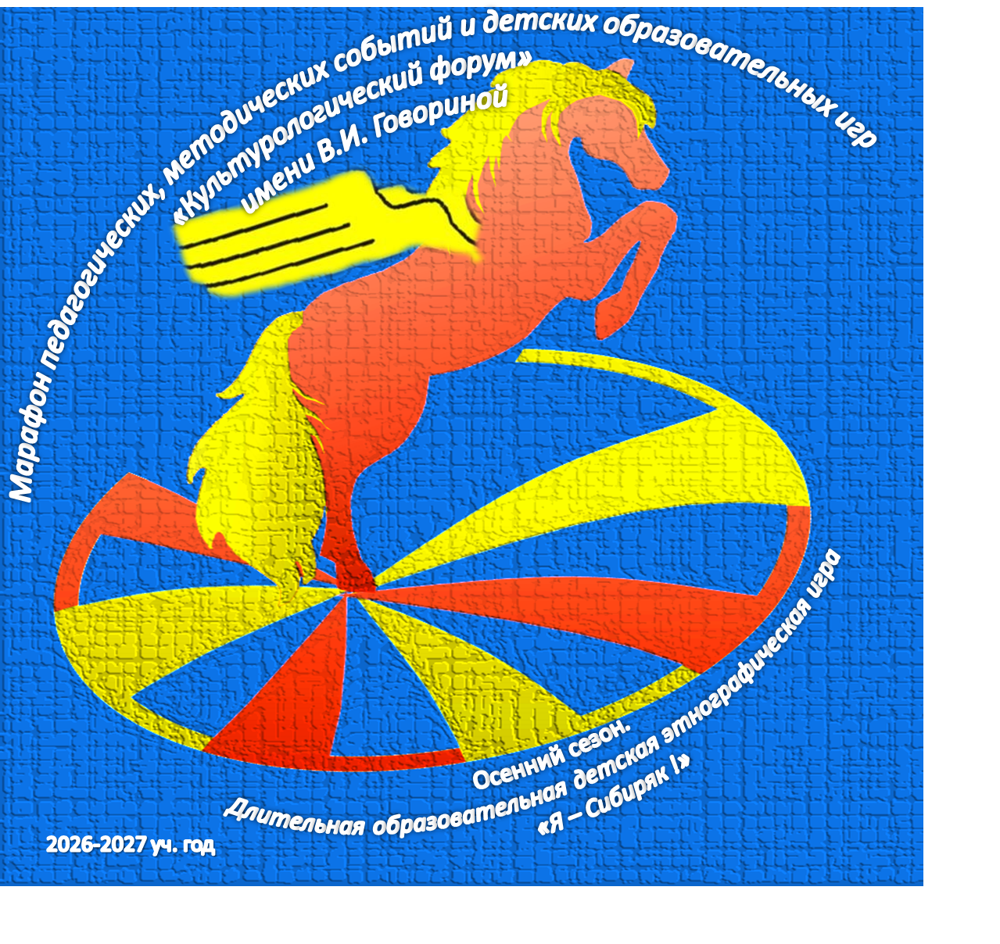 Марафон педагогических, методических событий и детских образовательных игр
«Культурологический форум»
имени В.И. Говориной
Осенний сезон.
Длительная образовательная детская этнографическая игра
«Я – Сибиряк !»
2026-2027 уч. год